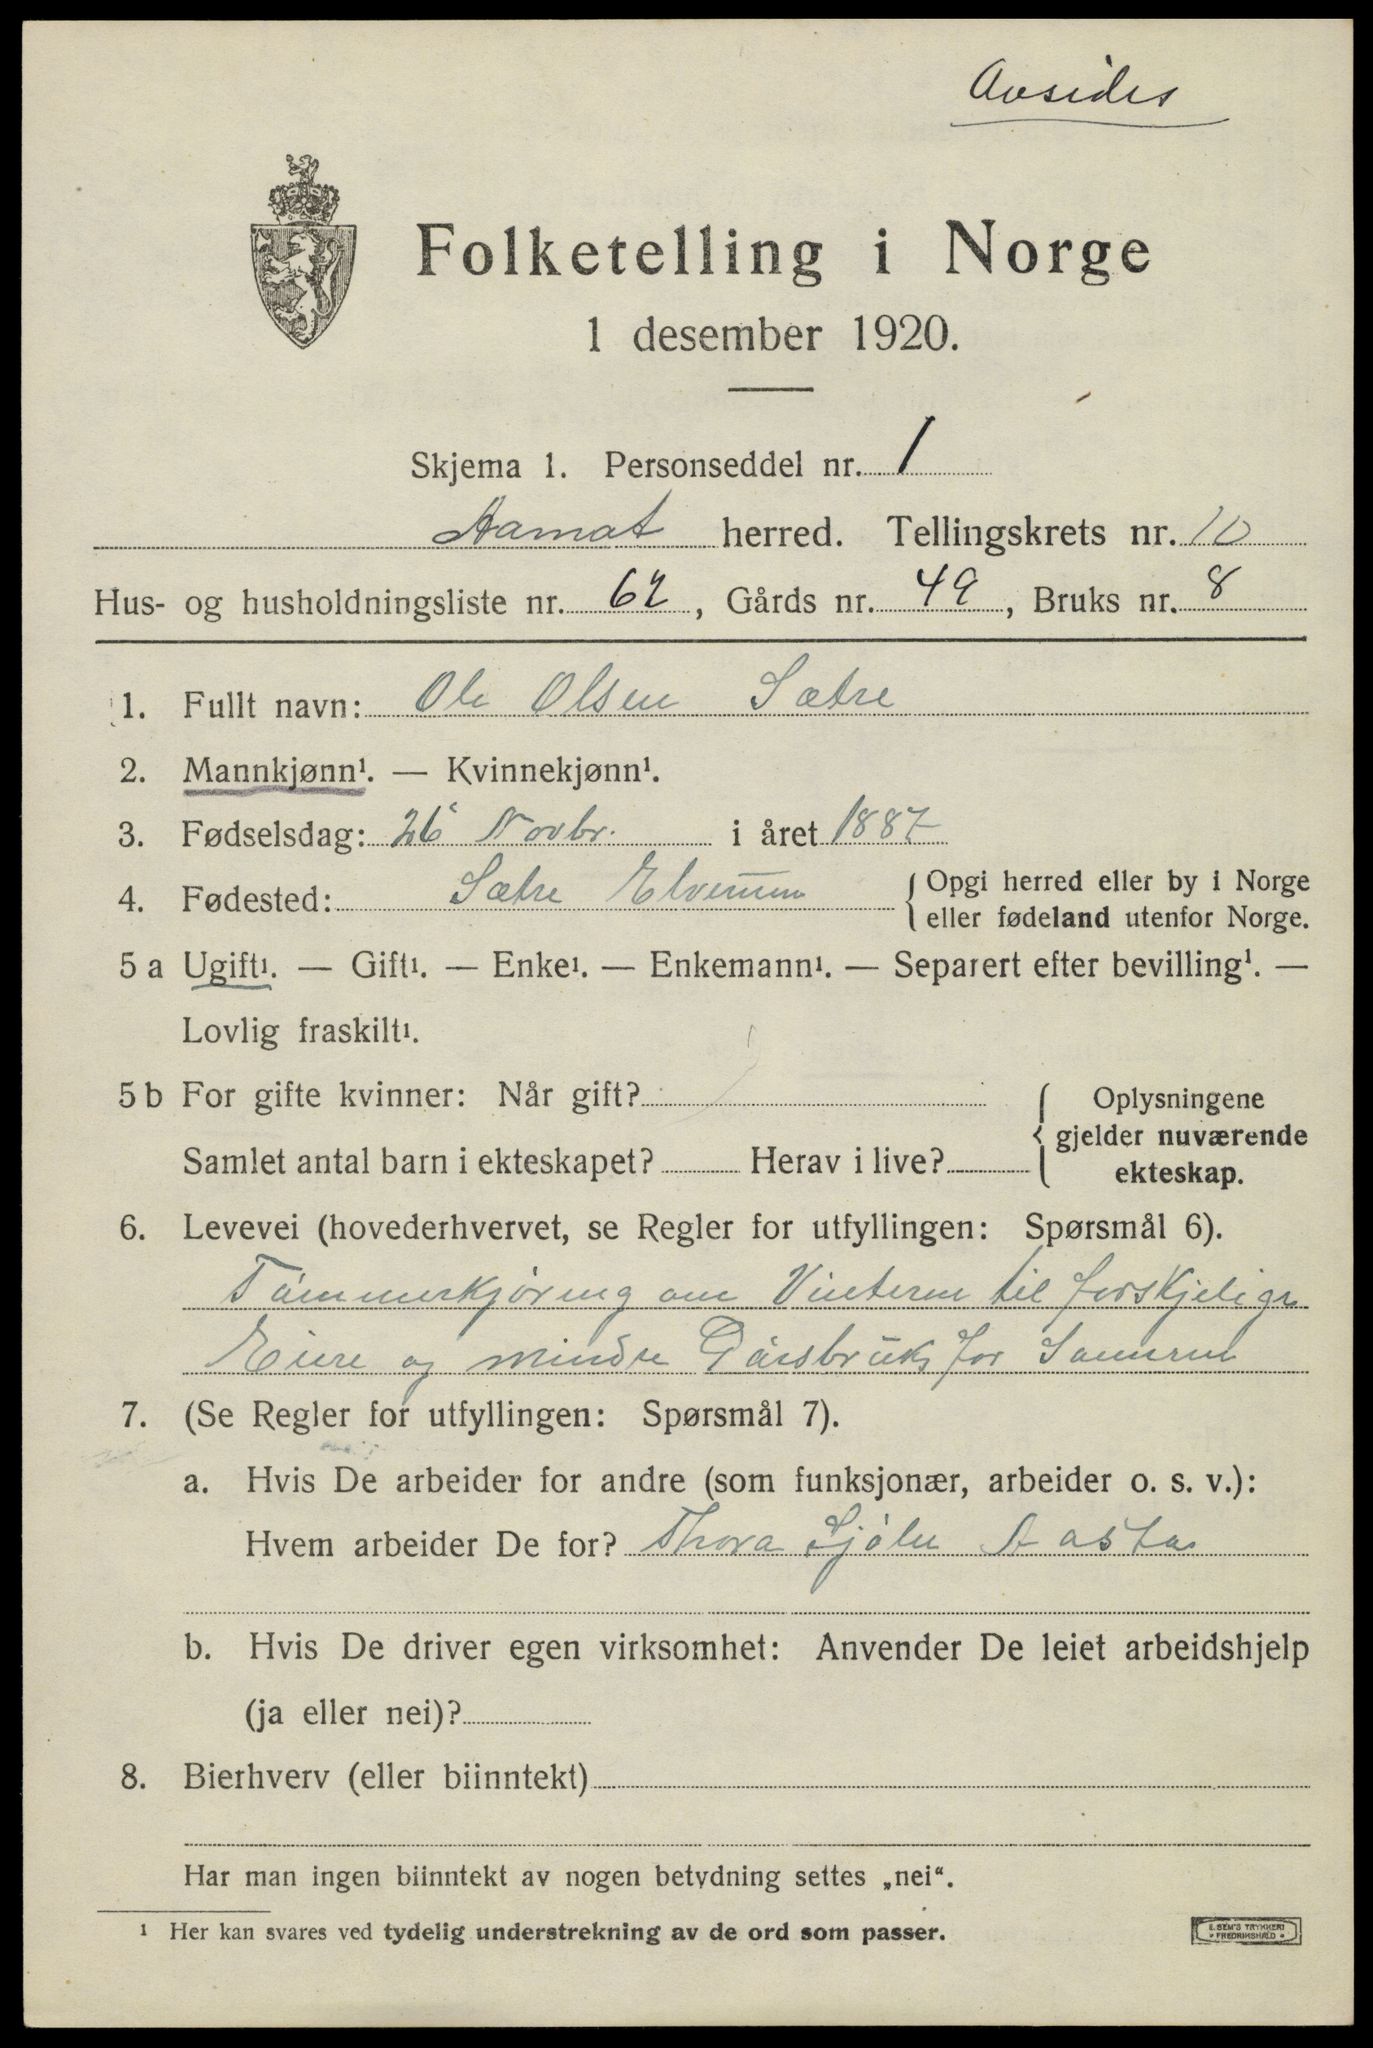 Avsides
Folketelling i Norge
1 desember 1920.
Skjema 1. Personseddel nr. 1
Aamot herred. Tellingskrets nr. 10
Hus- og husholdningsliste nr. 62, Gårds nr. 49, Bruks nr. 8
1. Fullt navn: Ole Olsen Sætre
2. Mannkjønn¹. — Kvinnekjønn¹.
3. Fødselsdag: 26 Novbr. i året 1887
4. Fødested: Sætre Elverum { Opgi herred eller by i Norge
eller fødeland utenfor Norge.
5 a Ugift¹. — Gift¹. — Enke¹. — Enkemann¹. — Separert efter bevilling¹. —
Lovlig fraskilt¹.
5 b For gifte kvinner: Når gift?
Samlet antal barn i ekteskapet? Herav i live?
{ Oplysningene
gjelder nuværende
ekteskap.
6. Levevei (hovederhvervet, se Regler for utfyllingen: Spørsmål 6).
Tømmerkjøring om Vinteren til forskjelige
Eiere og mindre Gårsbruk for Sommeren
7. (Se Regler for utfyllingen: Spørsmål 7).
a. Hvis De arbeider for andre (som funksjonær, arbeider o. s. v.):
Hvem arbeider De for? Thora Sjølie Aasta
b. Hvis De driver egen virksomhet: Anvender De leiet arbeidshjelp
(ja eller nei)?
8. Bierhverv (eller biinntekt)
Har man ingen biinntekt av nogen betydning settes „nei“.
¹ Her kan svares ved tydelig understrekning av de ord som passer.
E. SEM'S TRYKKERI
FREDRIKSHALD